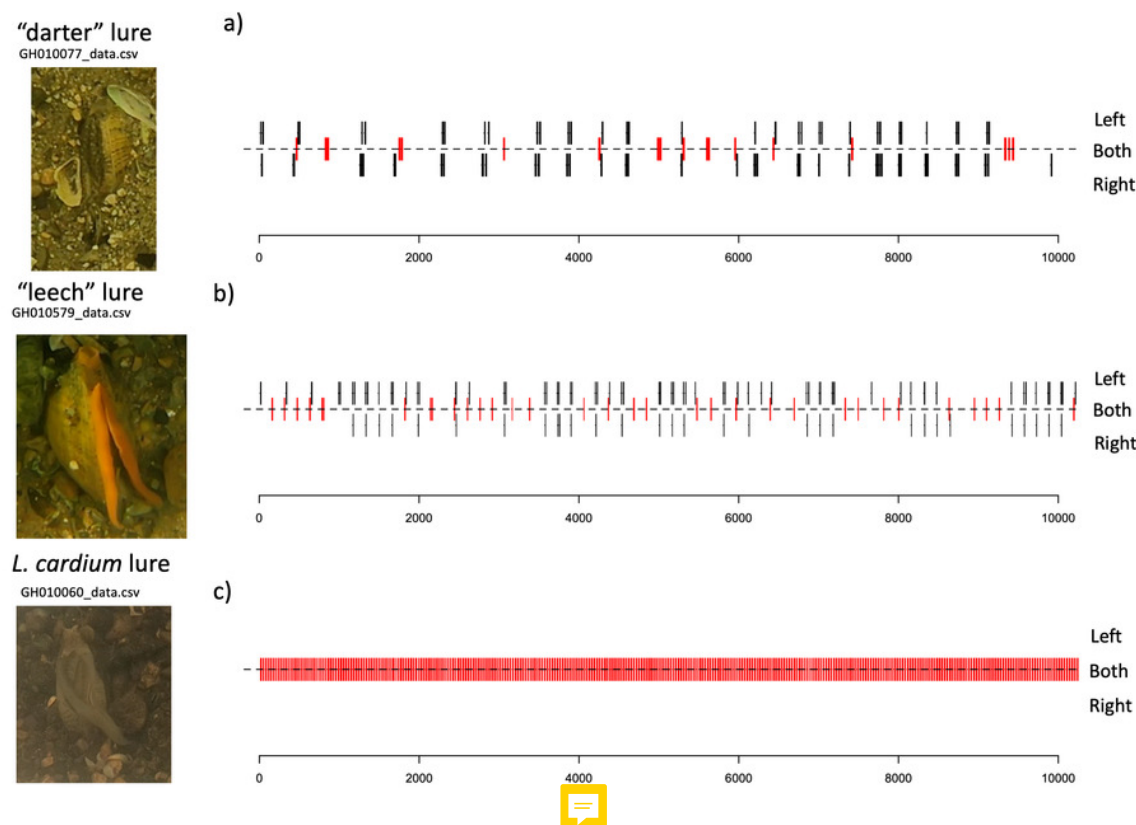 “darter” lure
GH010077_data.csv
a)
Left
Both
Right
0 2000 4000 6000 8000 10000
“leech” lure
GH010579_data.csv
b)
Left
Both
Right
0 2000 4000 6000 8000 10000
L. cardium lure
GH010060_data.csv
c)
Left
Both
Right
0 2000 4000 6000 8000 10000